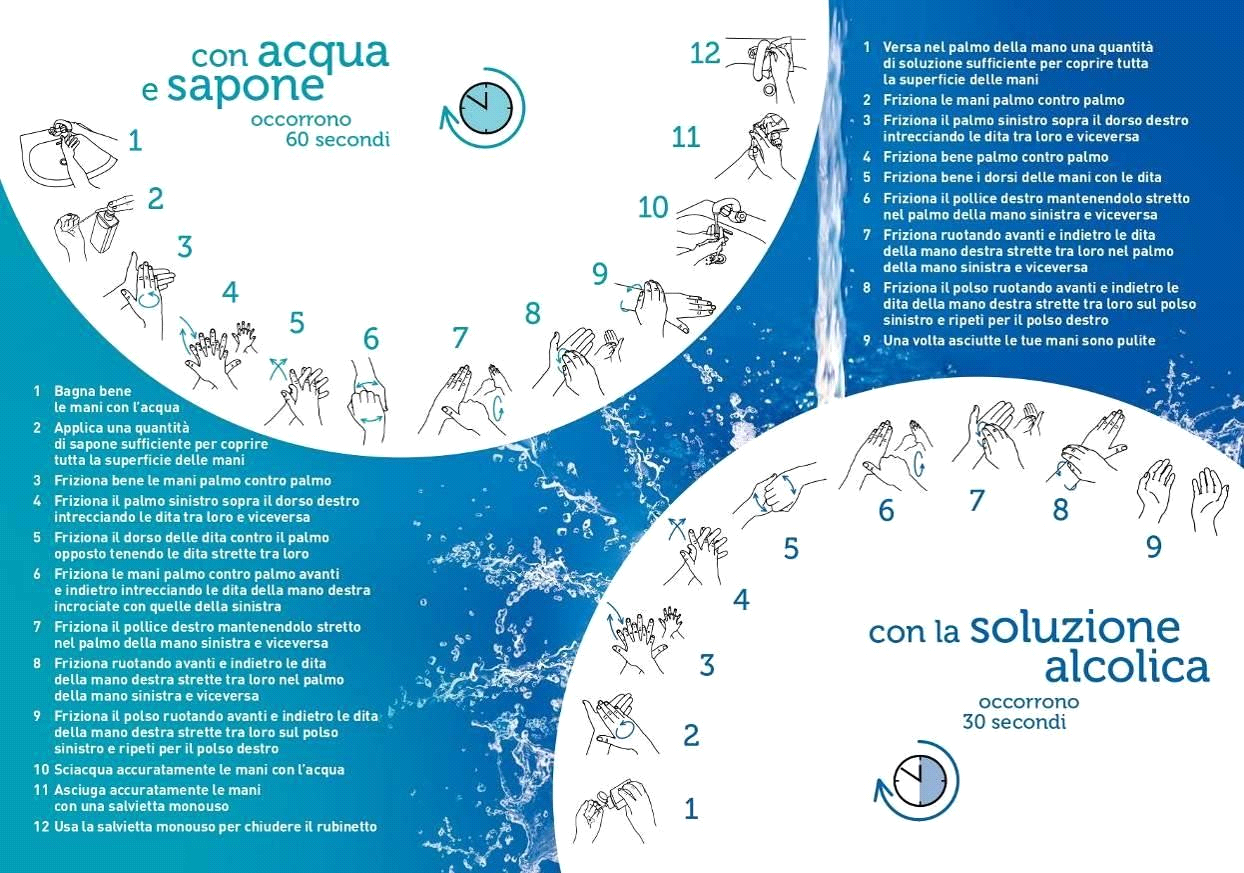 con acqua
e sapone
occorrono
60 secondi
1
2
3
4
5
6
7
8
9
10
11
12
1 Bagna bene
le mani con l'acqua
2 Applica una quantità
di sapone sufficiente per coprire
tutta la superficie delle mani
3 Friziona bene le mani palmo contro palmo
4 Friziona il palmo sinistro sopra il dorso destro
intrecciando le dita tra loro e viceversa
5 Friziona il dorso delle dita contro il palmo
opposto tenendo le dita strette tra loro
6 Friziona le mani palmo contro palmo avanti
e indietro intrecciando le dita della mano destra
incrociate con quelle della sinistra
7 Friziona il pollice destro mantenendolo stretto
nel palmo della mano sinistra e viceversa
8 Friziona ruotando avanti e indietro le dita
della mano destra strette tra loro nel palmo
della mano sinistra e viceversa
9 Friziona il polso ruotando avanti e indietro le dita
della mano destra strette tra loro sul polso
sinistro e ripeti per il polso destro
10 Sciacqua accuratamente le mani con l'acqua
11 Asciuga accuratamente le mani
con una salvietta monouso
12 Usa la salvietta monouso per chiudere il rubinetto
1 Versa nel palmo della mano una quantità
di soluzione sufficiente per coprire tutta
la superficie delle mani
2 Friziona le mani palmo contro palmo
3 Friziona il palmo sinistro sopra il dorso destro
intrecciando le dita tra loro e viceversa
4 Friziona bene palmo contro palmo
5 Friziona bene i dorsi delle mani con le dita
6 Friziona il pollice destro mantenendolo stretto
nel palmo della mano sinistra e viceversa
7 Friziona ruotando avanti e indietro le dita
della mano destra strette tra loro nel palmo
della mano sinistra e viceversa
8 Friziona il polso ruotando avanti e indietro le
dita della mano destra strette tra loro sul polso
sinistro e ripeti per il polso destro
9 Una volta asciutte le tue mani sono pulite
con la soluzione
alcolica
occorrono
30 secondi
1
2
3
4
5
6
7
8
9